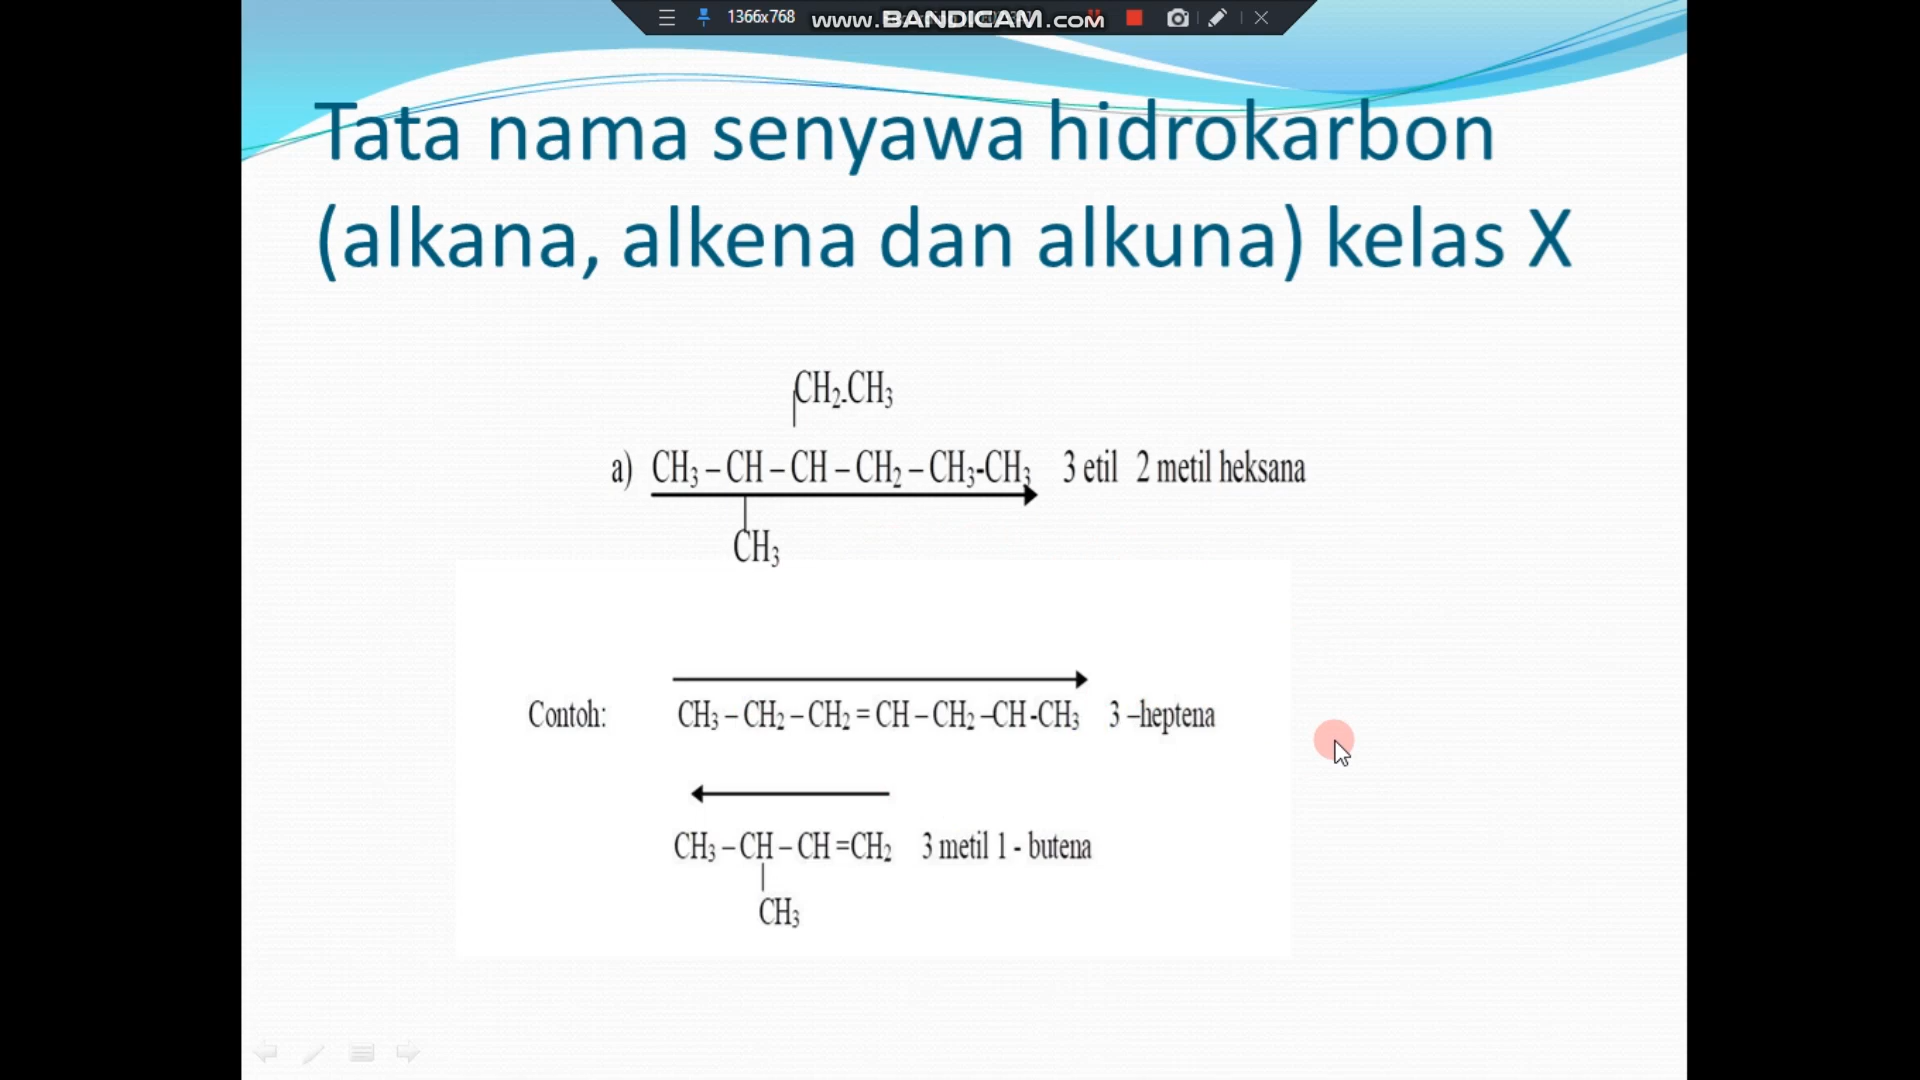 1366x768 www.BANDICAM.com
Tata nama senyawa hidrokarbon
(alkana, alkena dan alkuna) kelas X
CH₂-CH₃
a) CH₃ – CH – CH – CH₂ – CH₃-CH₃ 3 etil 2 metil heksana
CH₃
Contoh: CH₃ – CH₂ – CH₂ = CH – CH₂ –CH -CH₃ 3 –heptena
CH₃ – CH – CH =CH₂ 3 metil 1 - butena
CH₃